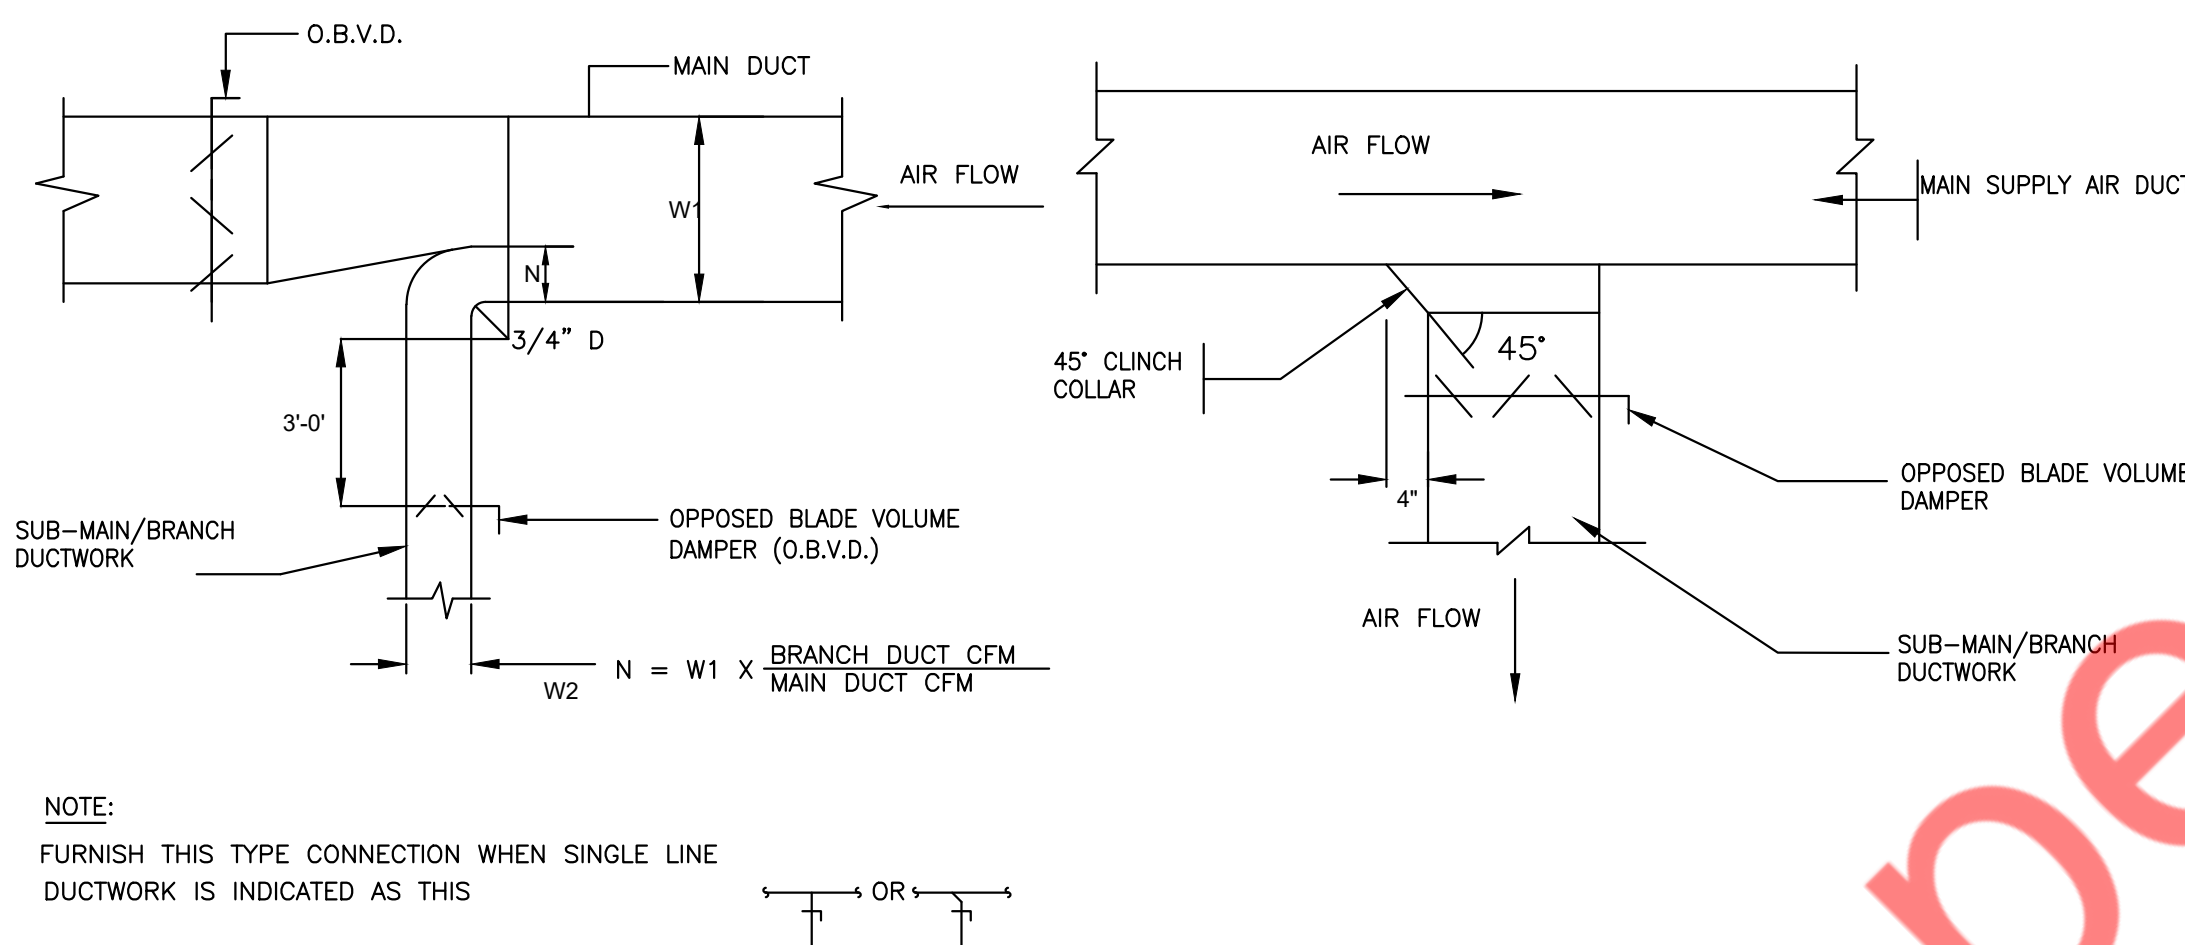 O.B.V.D.
MAIN DUCT
AIR FLOW
W1
N
3/4” D
3'-0'
SUB-MAIN/BRANCH
DUCTWORK
OPPOSED BLADE VOLUME
DAMPER (O.B.V.D.)
W2
N = W1 X BRANCH DUCT CFM
MAIN DUCT CFM
AIR FLOW
MAIN SUPPLY AIR DUCT
45° CLINCH
COLLAR
45°
4"
OPPOSED BLADE VOLUME
DAMPER
AIR FLOW
SUB-MAIN/BRANCH
DUCTWORK
NOTE:
FURNISH THIS TYPE CONNECTION WHEN SINGLE LINE
DUCTWORK IS INDICATED AS THIS
OR
pe